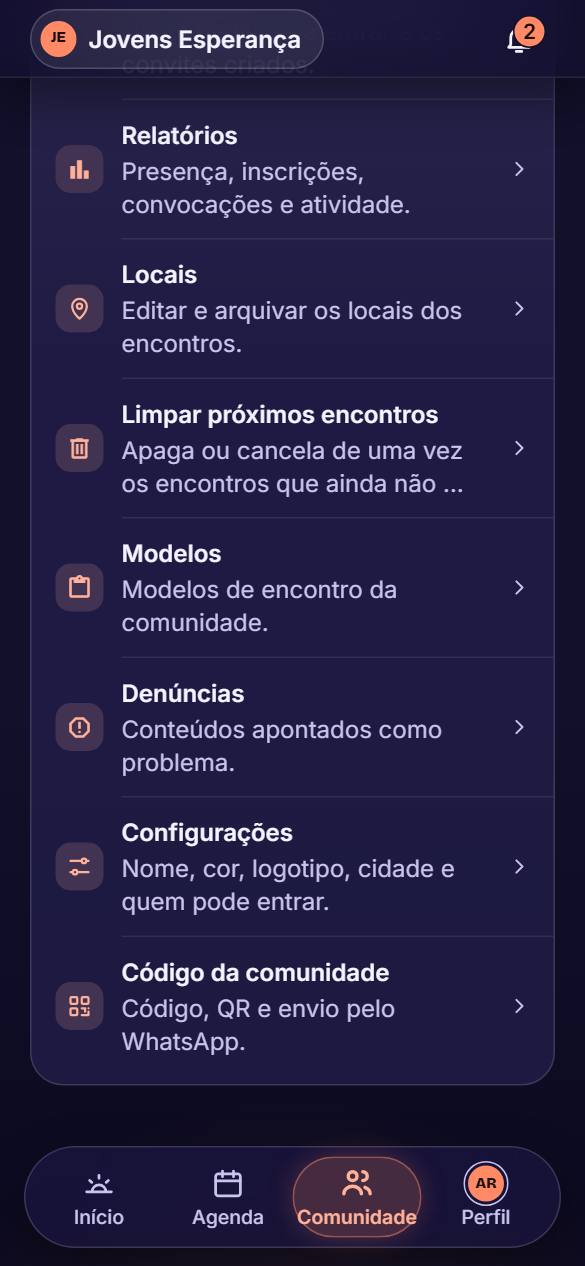 JE Jovens Esperança
2
convites criados.
Relatórios
Presença, inscrições,
convocações e atividade.
Locais
Editar e arquivar os locais dos
encontros.
Limpar próximos encontros
Apaga ou cancela de uma vez
os encontros que ainda não ...
Modelos
Modelos de encontro da
comunidade.
Denúncias
Conteúdos apontados como
problema.
Configurações
Nome, cor, logotipo, cidade e
quem pode entrar.
Código da comunidade
Código, QR e envio pelo
WhatsApp.
AR
Início Agenda Comunidade Perfil